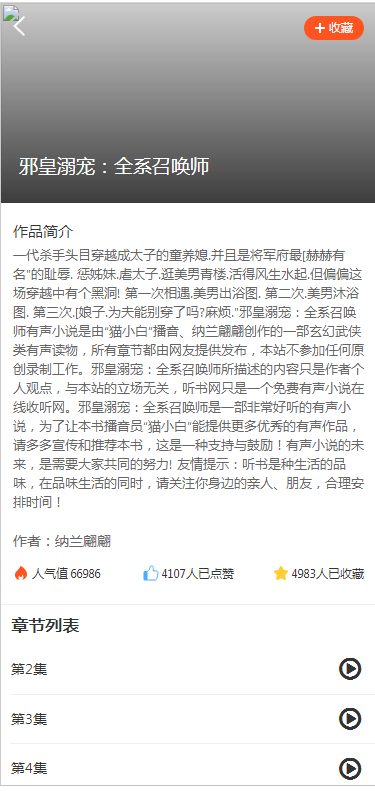 收藏
邪皇溺宠：全系召唤师
作品简介
一代杀手头目穿越成太子的童养媳.并且是将军府最[赫赫有
名"的耻辱. 惩姊妹.虐太子.逛美男青楼.活得风生水起.但偏偏这
场穿越中有个黑洞! 第一次相遇.美男出浴图. 第二次.美男沐浴
图. 第三次.[娘子.为夫能别穿了吗?麻烦."邪皇溺宠：全系召唤
师有声小说是由“猫小白”播音、纳兰翩翩创作的一部玄幻武侠
类有声读物，所有章节都由网友提供发布，本站不参加任何原
创录制工作。邪皇溺宠：全系召唤师所描述的内容只是作者个
人观点，与本站的立场无关，听书网只是一个免费有声小说在
线收听网。邪皇溺宠：全系召唤师是一部非常好听的有声小
说，为了让本书播音员“猫小白”能提供更多优秀的有声作品，
请多多宣传和推荐本书，这是一种支持与鼓励！有声小说的未
来，是需要大家共同的努力! 友情提示：听书是种生活的品
味，在品味生活的同时，请关注你身边的亲人、朋友，合理安
排时间！
作者：纳兰翩翩
人气值 66986 4107人已点赞 4983人已收藏
章节列表
第2集
第3集
第4集